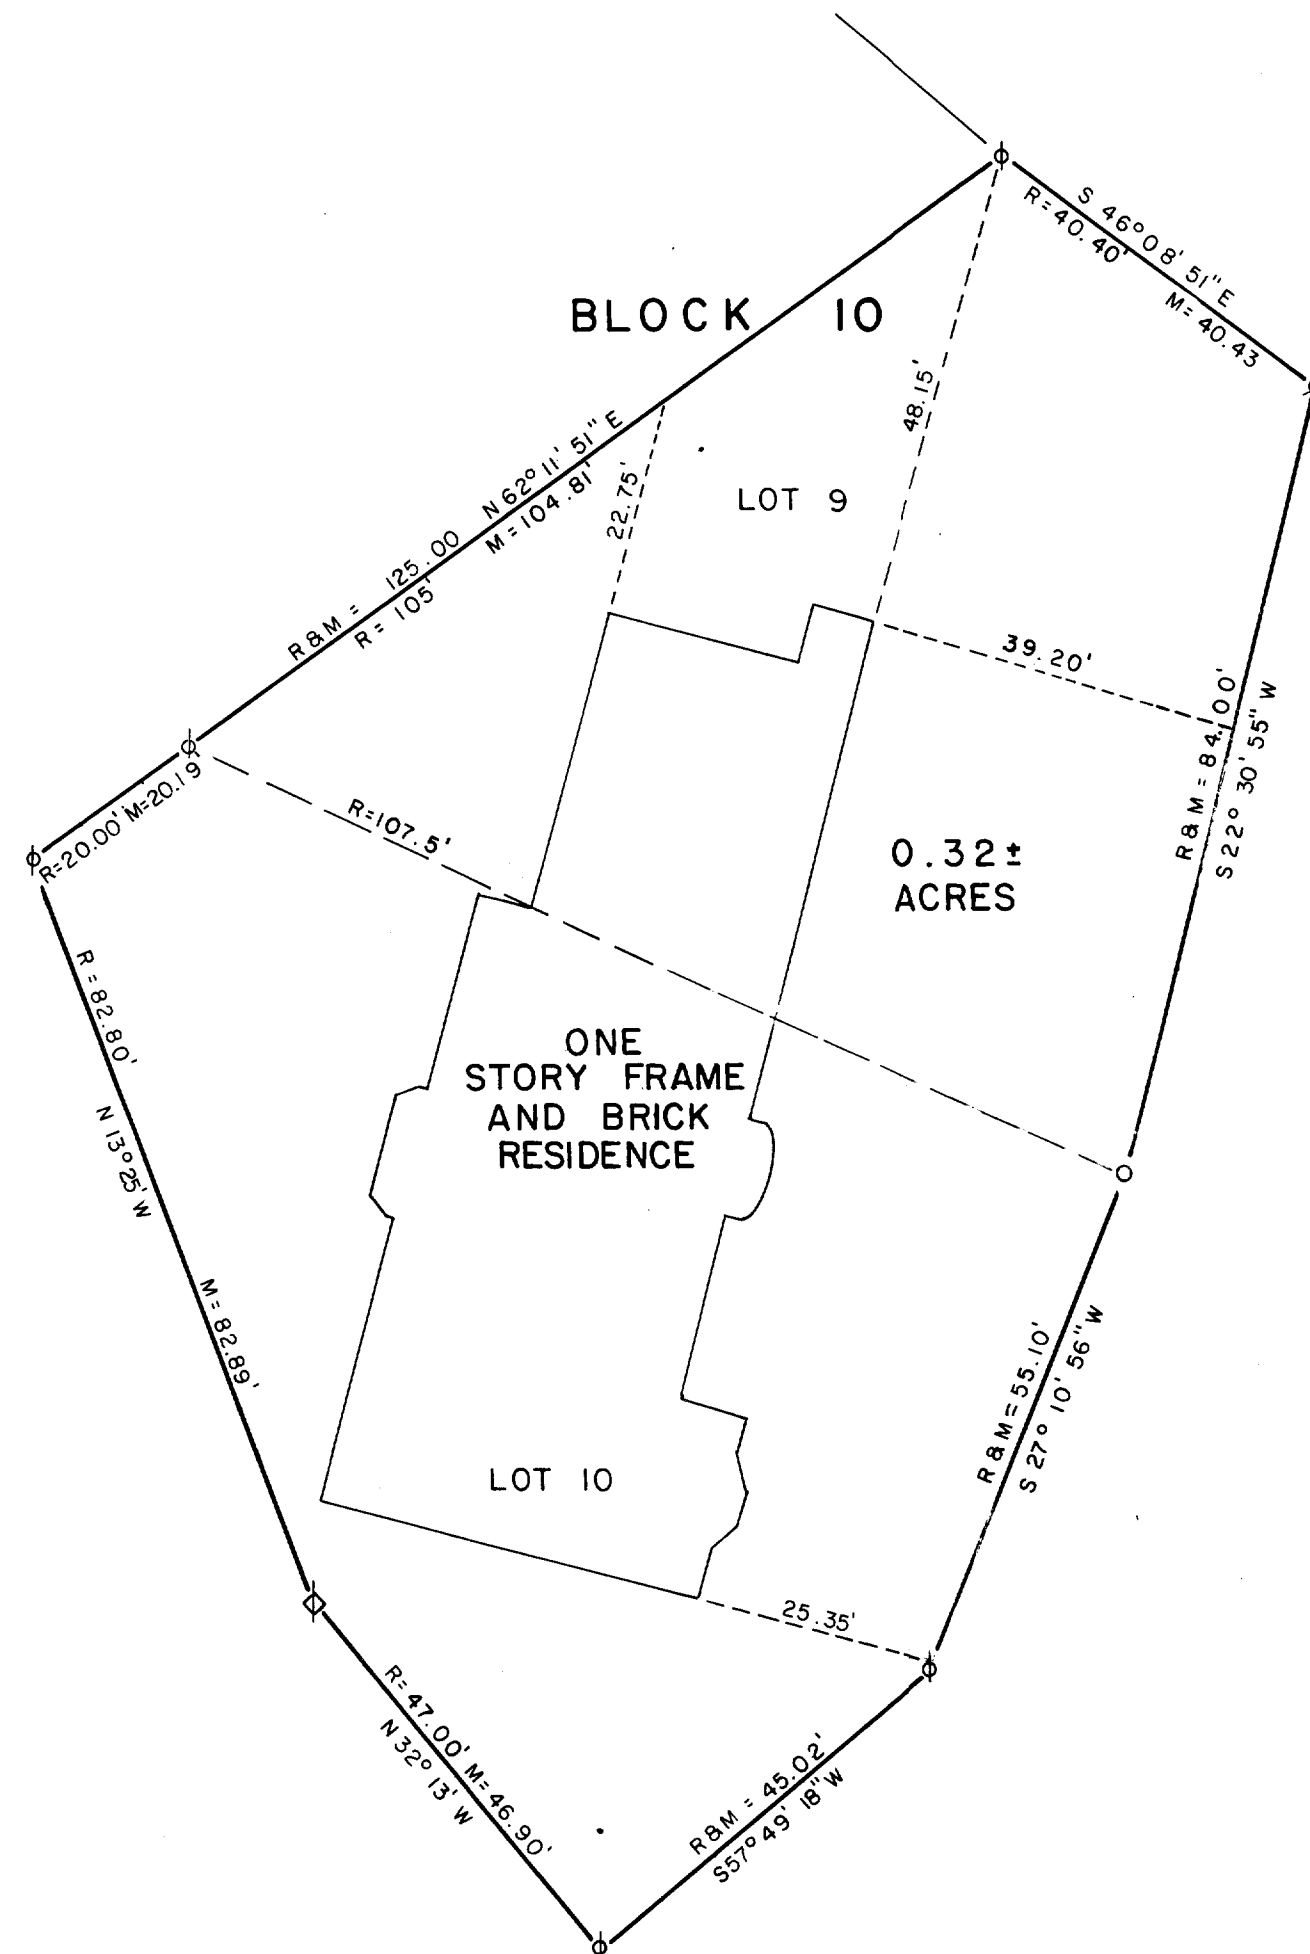 S 46°08' 51" E
R=40.40'
M=40.43
BLOCK 10
48.15'
N 62° 11' 51" E
M=104.81'
22.75'
LOT 9
R&M = 125.00
R= 105'
39.20'
R&M=84.00'
S 22° 30' 55" W
R=20.00' M=20.19
R=107.5'
0.32±
ACRES
R=82.80'
N 13°25' W
M=82.89'
ONE
STORY FRAME
AND BRICK
RESIDENCE
R&M=55.10'
S 27° 10' 56" W
LOT 10
25.35'
R=47.00' M=46.90'
N 32° 13' W
R&M = 45.02'
S57° 49' 18" W